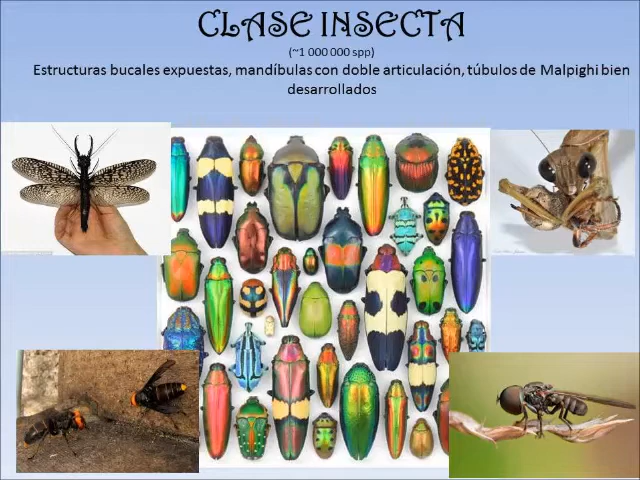 CLASE INSECTA
(~1 000 000 spp)
Estructuras bucales expuestas, mandíbulas con doble articulación, túbulos de Malpighi bien
desarrollados